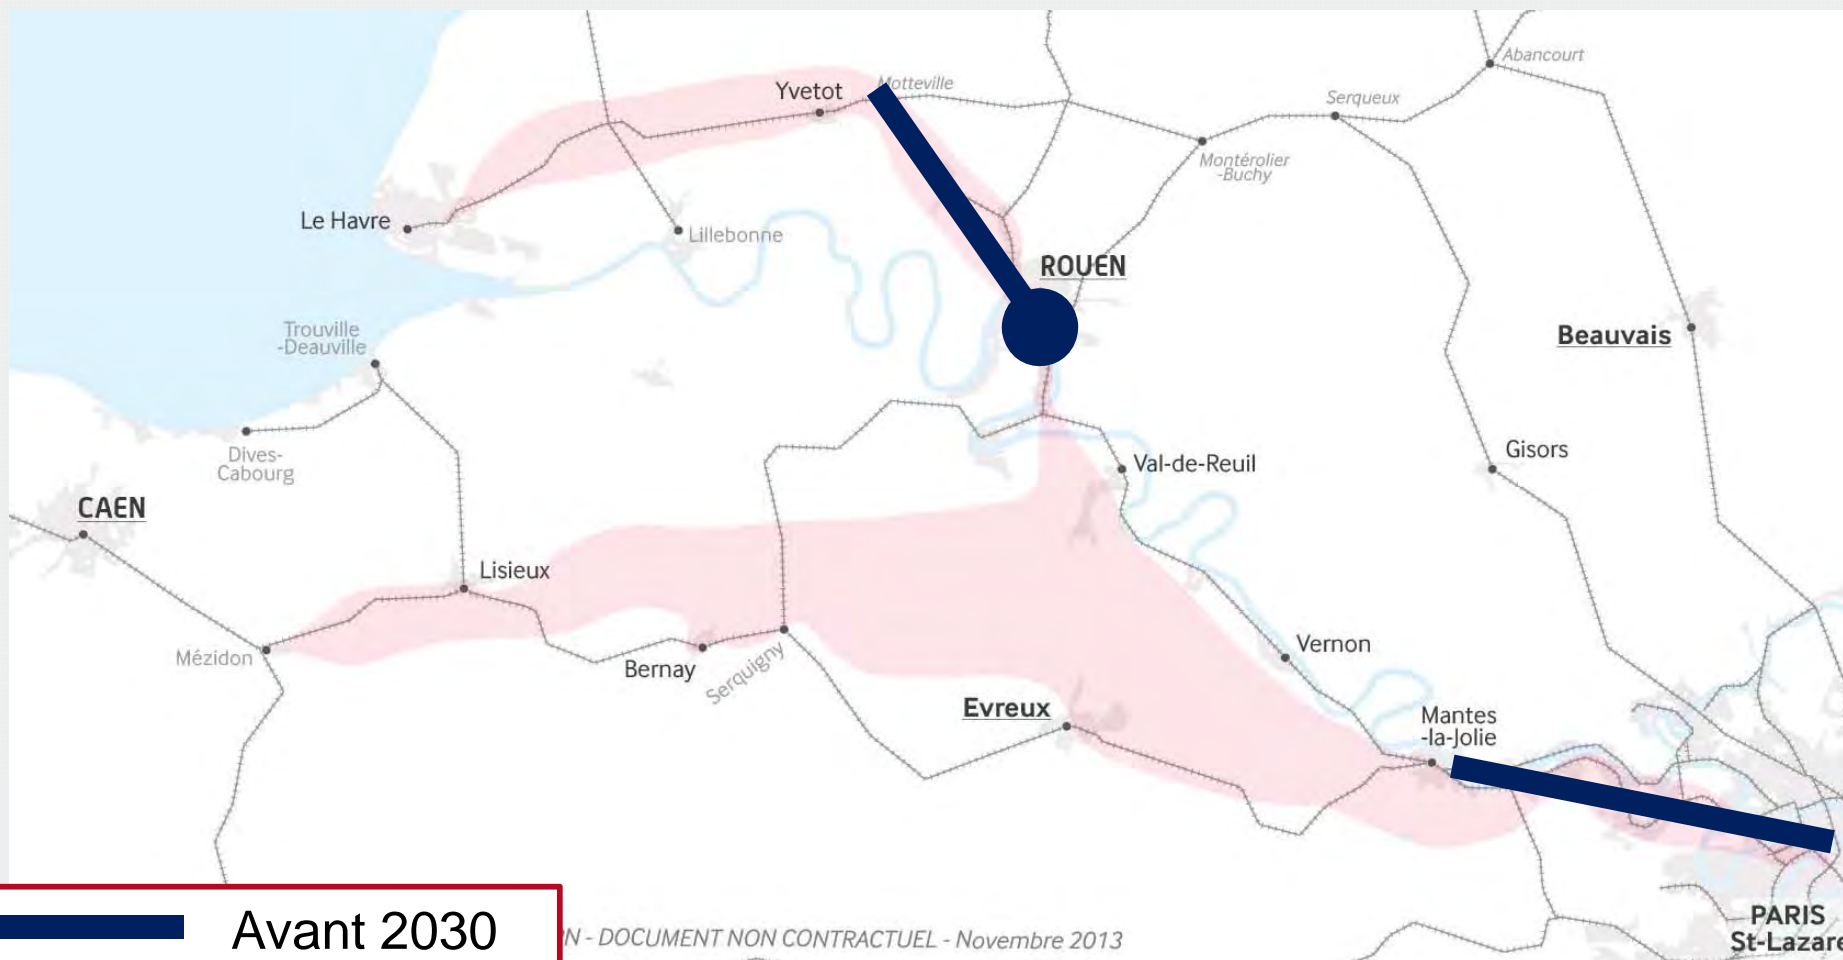 Abancourt
Motteville
Yvetot
Serqueux
Montérolier
-Buchy
Le Havre
Lillebonne
ROUEN
Trouville
-Deauville
Beauvais
Dives-
Cabourg
Val-de-Reuil
Gisors
CAEN
Lisieux
Mézidon
Bernay
Serquigny
Vernon
Evreux
Mantes
-la-Jolie
PARIS
St-Lazare
Avant 2030
N - DOCUMENT NON CONTRACTUEL - Novembre 2013